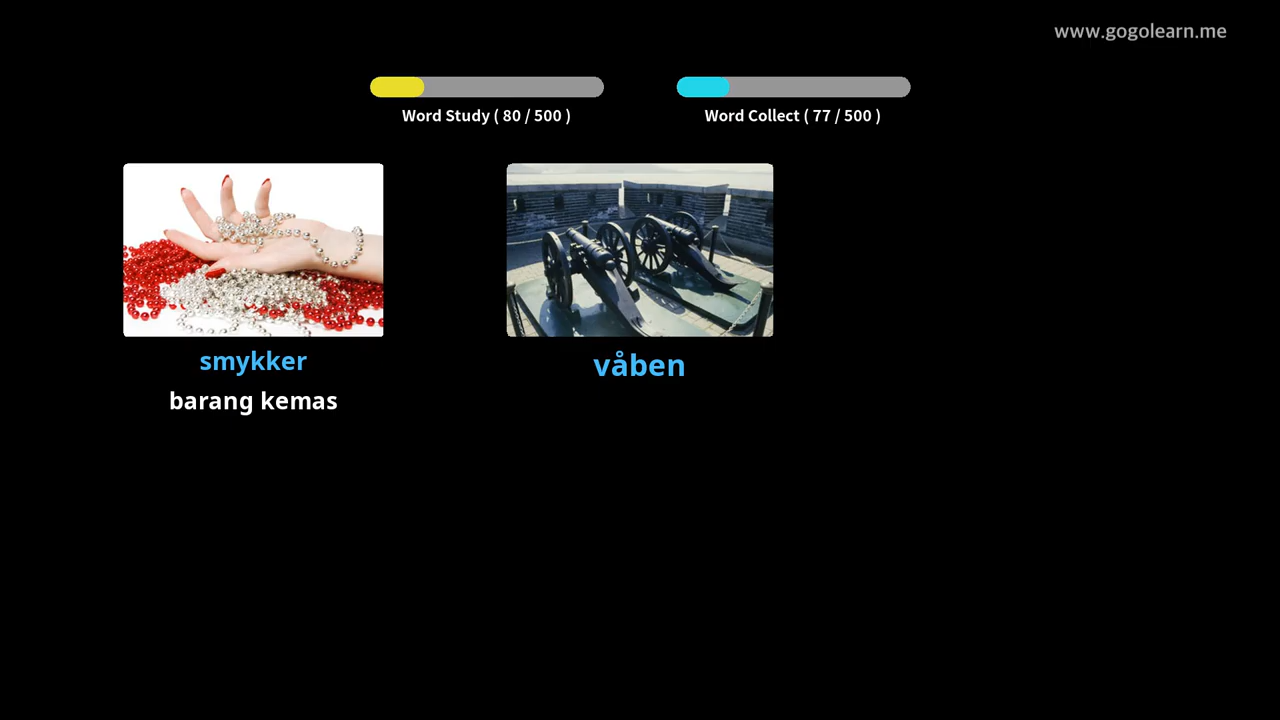 www.gogolearn.me
Word Study ( 80 / 500 )
Word Collect ( 77 / 500 )
smykker
våben
barang kemas